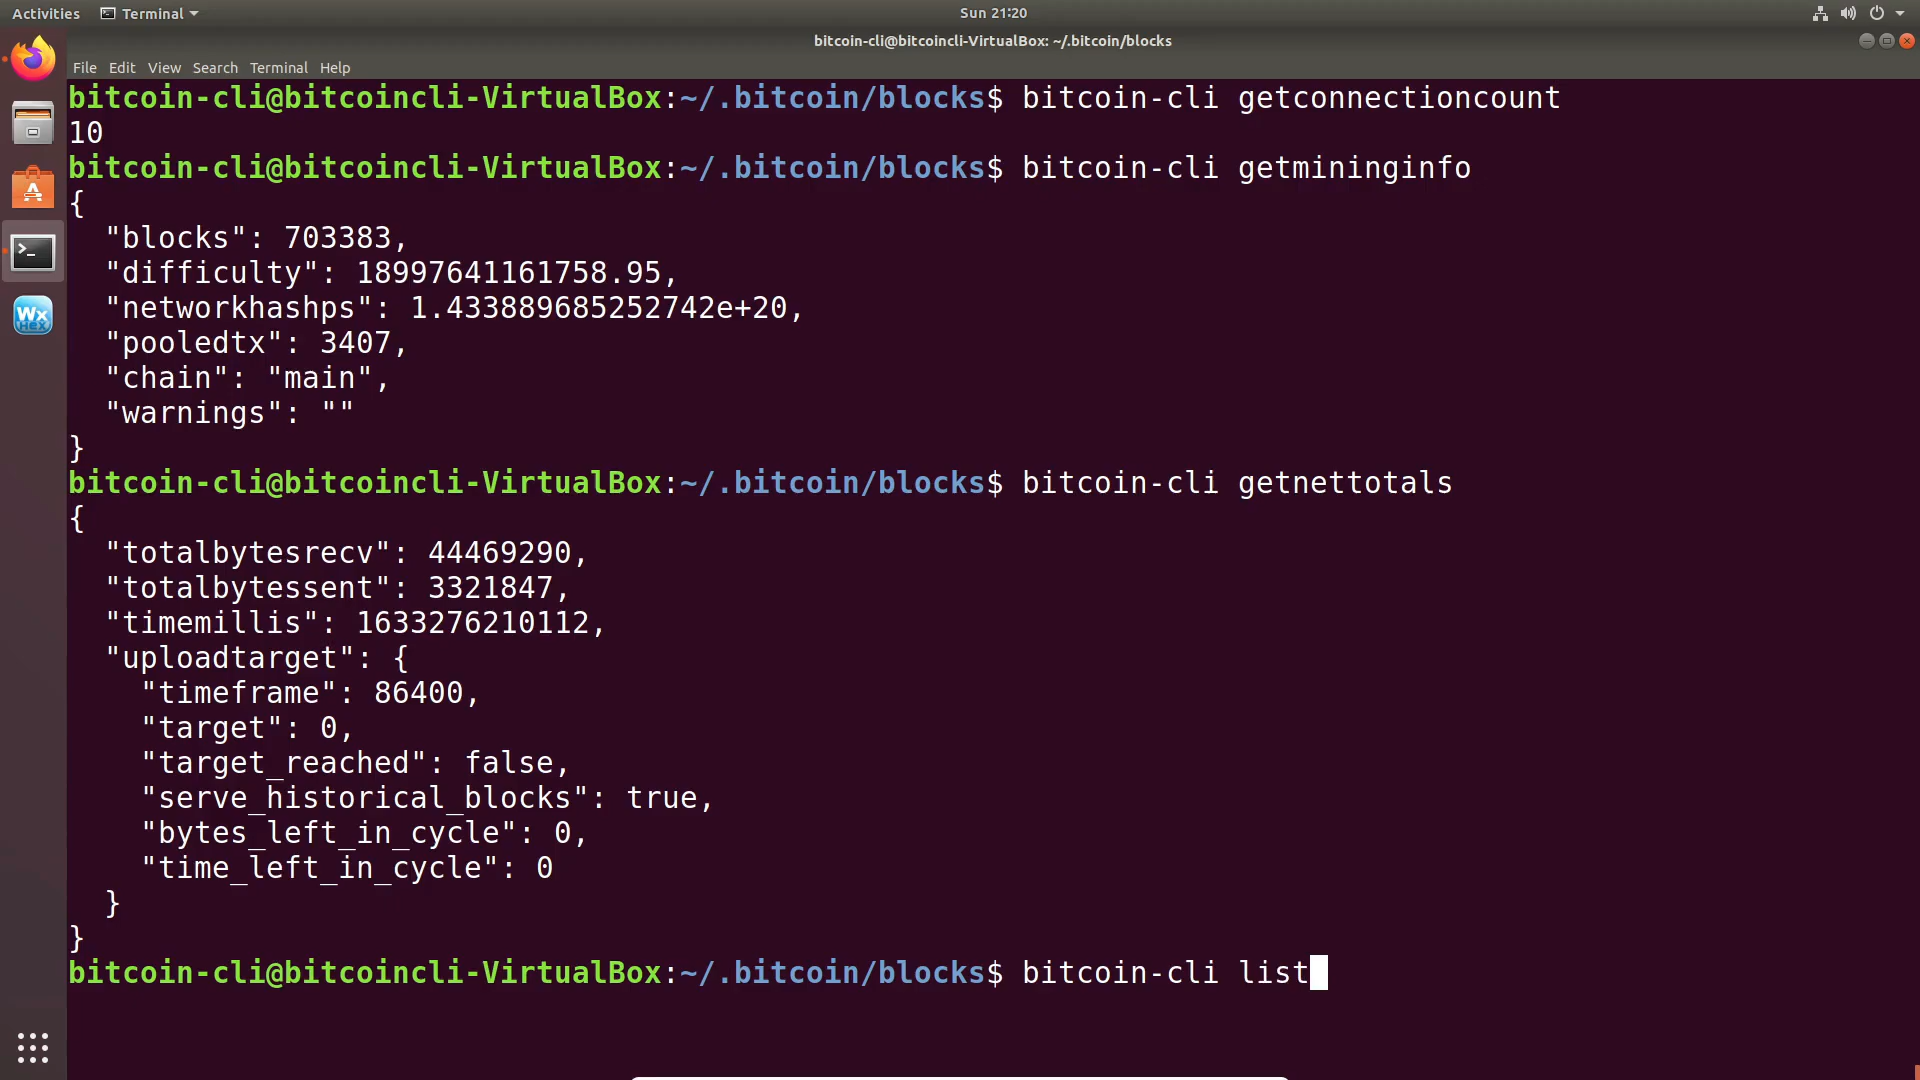 Activities Terminal Sun 21:20
bitcoin-cli@bitcoincli-VirtualBox: ~/.bitcoin/blocks
File Edit View Search Terminal Help
bitcoin-cli@bitcoincli-VirtualBox:~/.bitcoin/blocks$ bitcoin-cli getconnectioncount
10
bitcoin-cli@bitcoincli-VirtualBox:~/.bitcoin/blocks$ bitcoin-cli getmininginfo
{
  "blocks": 703383,
  "difficulty": 18997641161758.95,
  "networkhashps": 1.433889685252742e+20,
  "pooledtx": 3407,
  "chain": "main",
  "warnings": ""
}
bitcoin-cli@bitcoincli-VirtualBox:~/.bitcoin/blocks$ bitcoin-cli getnettotals
{
  "totalbytesrecv": 44469290,
  "totalbytessent": 3321847,
  "timemillis": 1633276210112,
  "uploadtarget": {
    "timeframe": 86400,
    "target": 0,
    "target_reached": false,
    "serve_historical_blocks": true,
    "bytes_left_in_cycle": 0,
    "time_left_in_cycle": 0
  }
}
bitcoin-cli@bitcoincli-VirtualBox:~/.bitcoin/blocks$ bitcoin-cli list
Wx
HEX